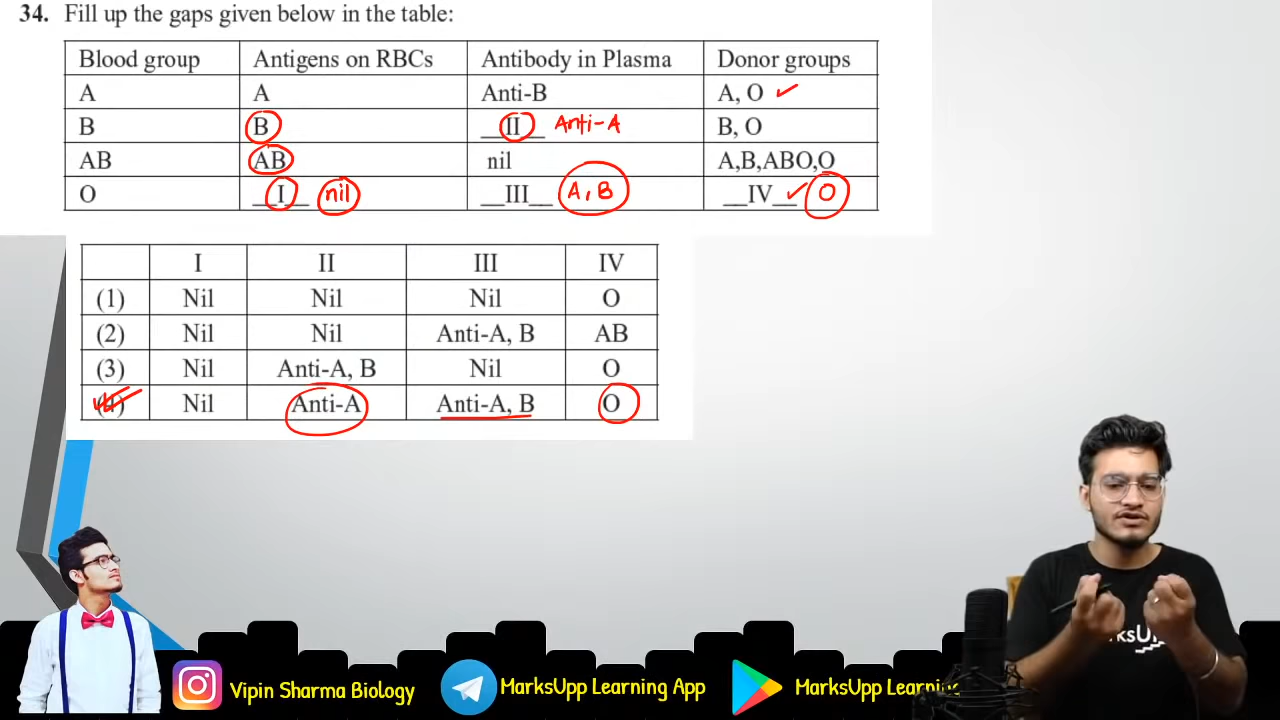 34. Fill up the gaps given below in the table:
Blood group Antigens on RBCs Antibody in Plasma Donor groups
A A Anti-B A, O ✓
B B __II__ Anti-A B, O
AB AB nil A,B,ABO,O
O __I__ nil __III__ A, B __IV__ ✓ O
I II III IV
(1) Nil Nil Nil O
(2) Nil Nil Anti-A, B AB
(3) Nil Anti-A, B Nil O
(4) Nil Anti-A Anti-A, B O
Vipin Sharma Biology
MarksUpp Learning App
MarksUpp Learning